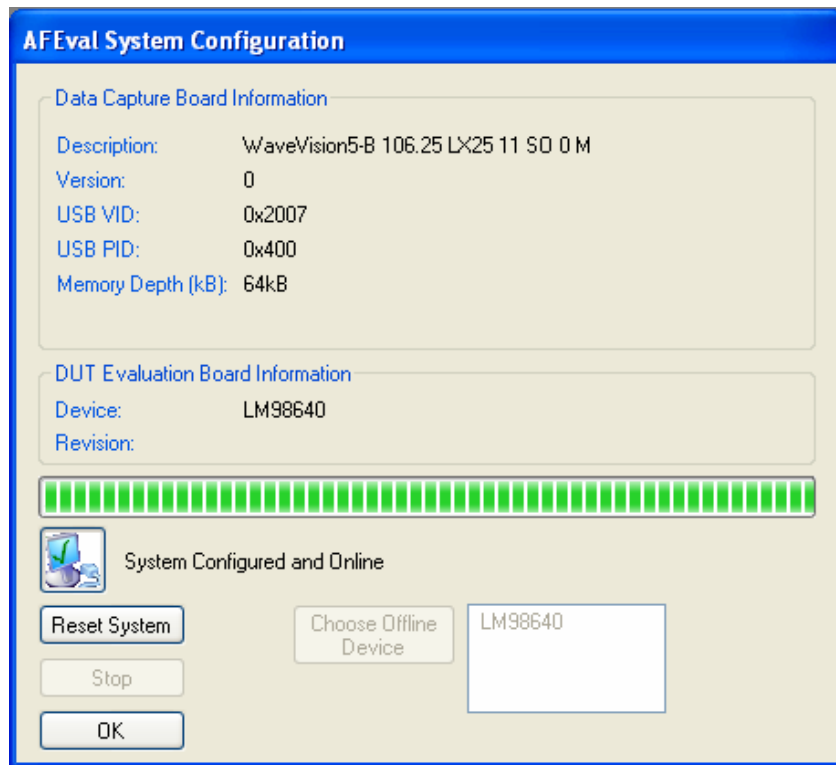 AFEval System Configuration
Data Capture Board Information
Description: WaveVision5-B 106.25 LX25 11 SO 0 M
Version: 0
USB VID: 0x2007
USB PID: 0x400
Memory Depth (kB): 64kB
DUT Evaluation Board Information
Device: LM98640
Revision:
System Configured and Online
Reset System
Choose Offline
Device
LM98640
Stop
OK